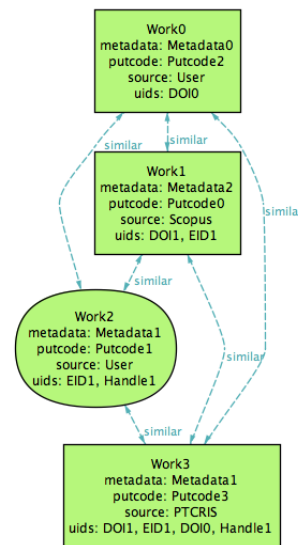 Work0
metadata: Metadata0
putcode: Putcode2
source: User
uids: DOI0
similar
similar
Work1
metadata: Metadata2
putcode: Putcode0
source: Scopus
uids: DOI1, EID1
simila
similar
Work2
metadata: Metadata1
putcode: Putcode1
source: User
uids: EID1, Handle1
similar
similar
Work3
metadata: Metadata1
putcode: Putcode3
source: PTCRIS
uids: DOI1, EID1, DOI0, Handle1